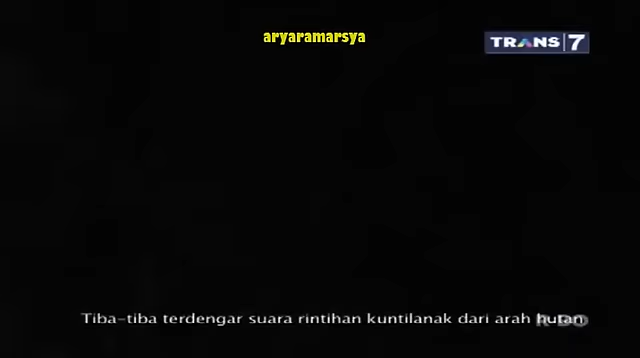 aryaramarsya
TRANS|7
Tiba-tiba terdengar suara rintihan kuntilanak dari arah hutan